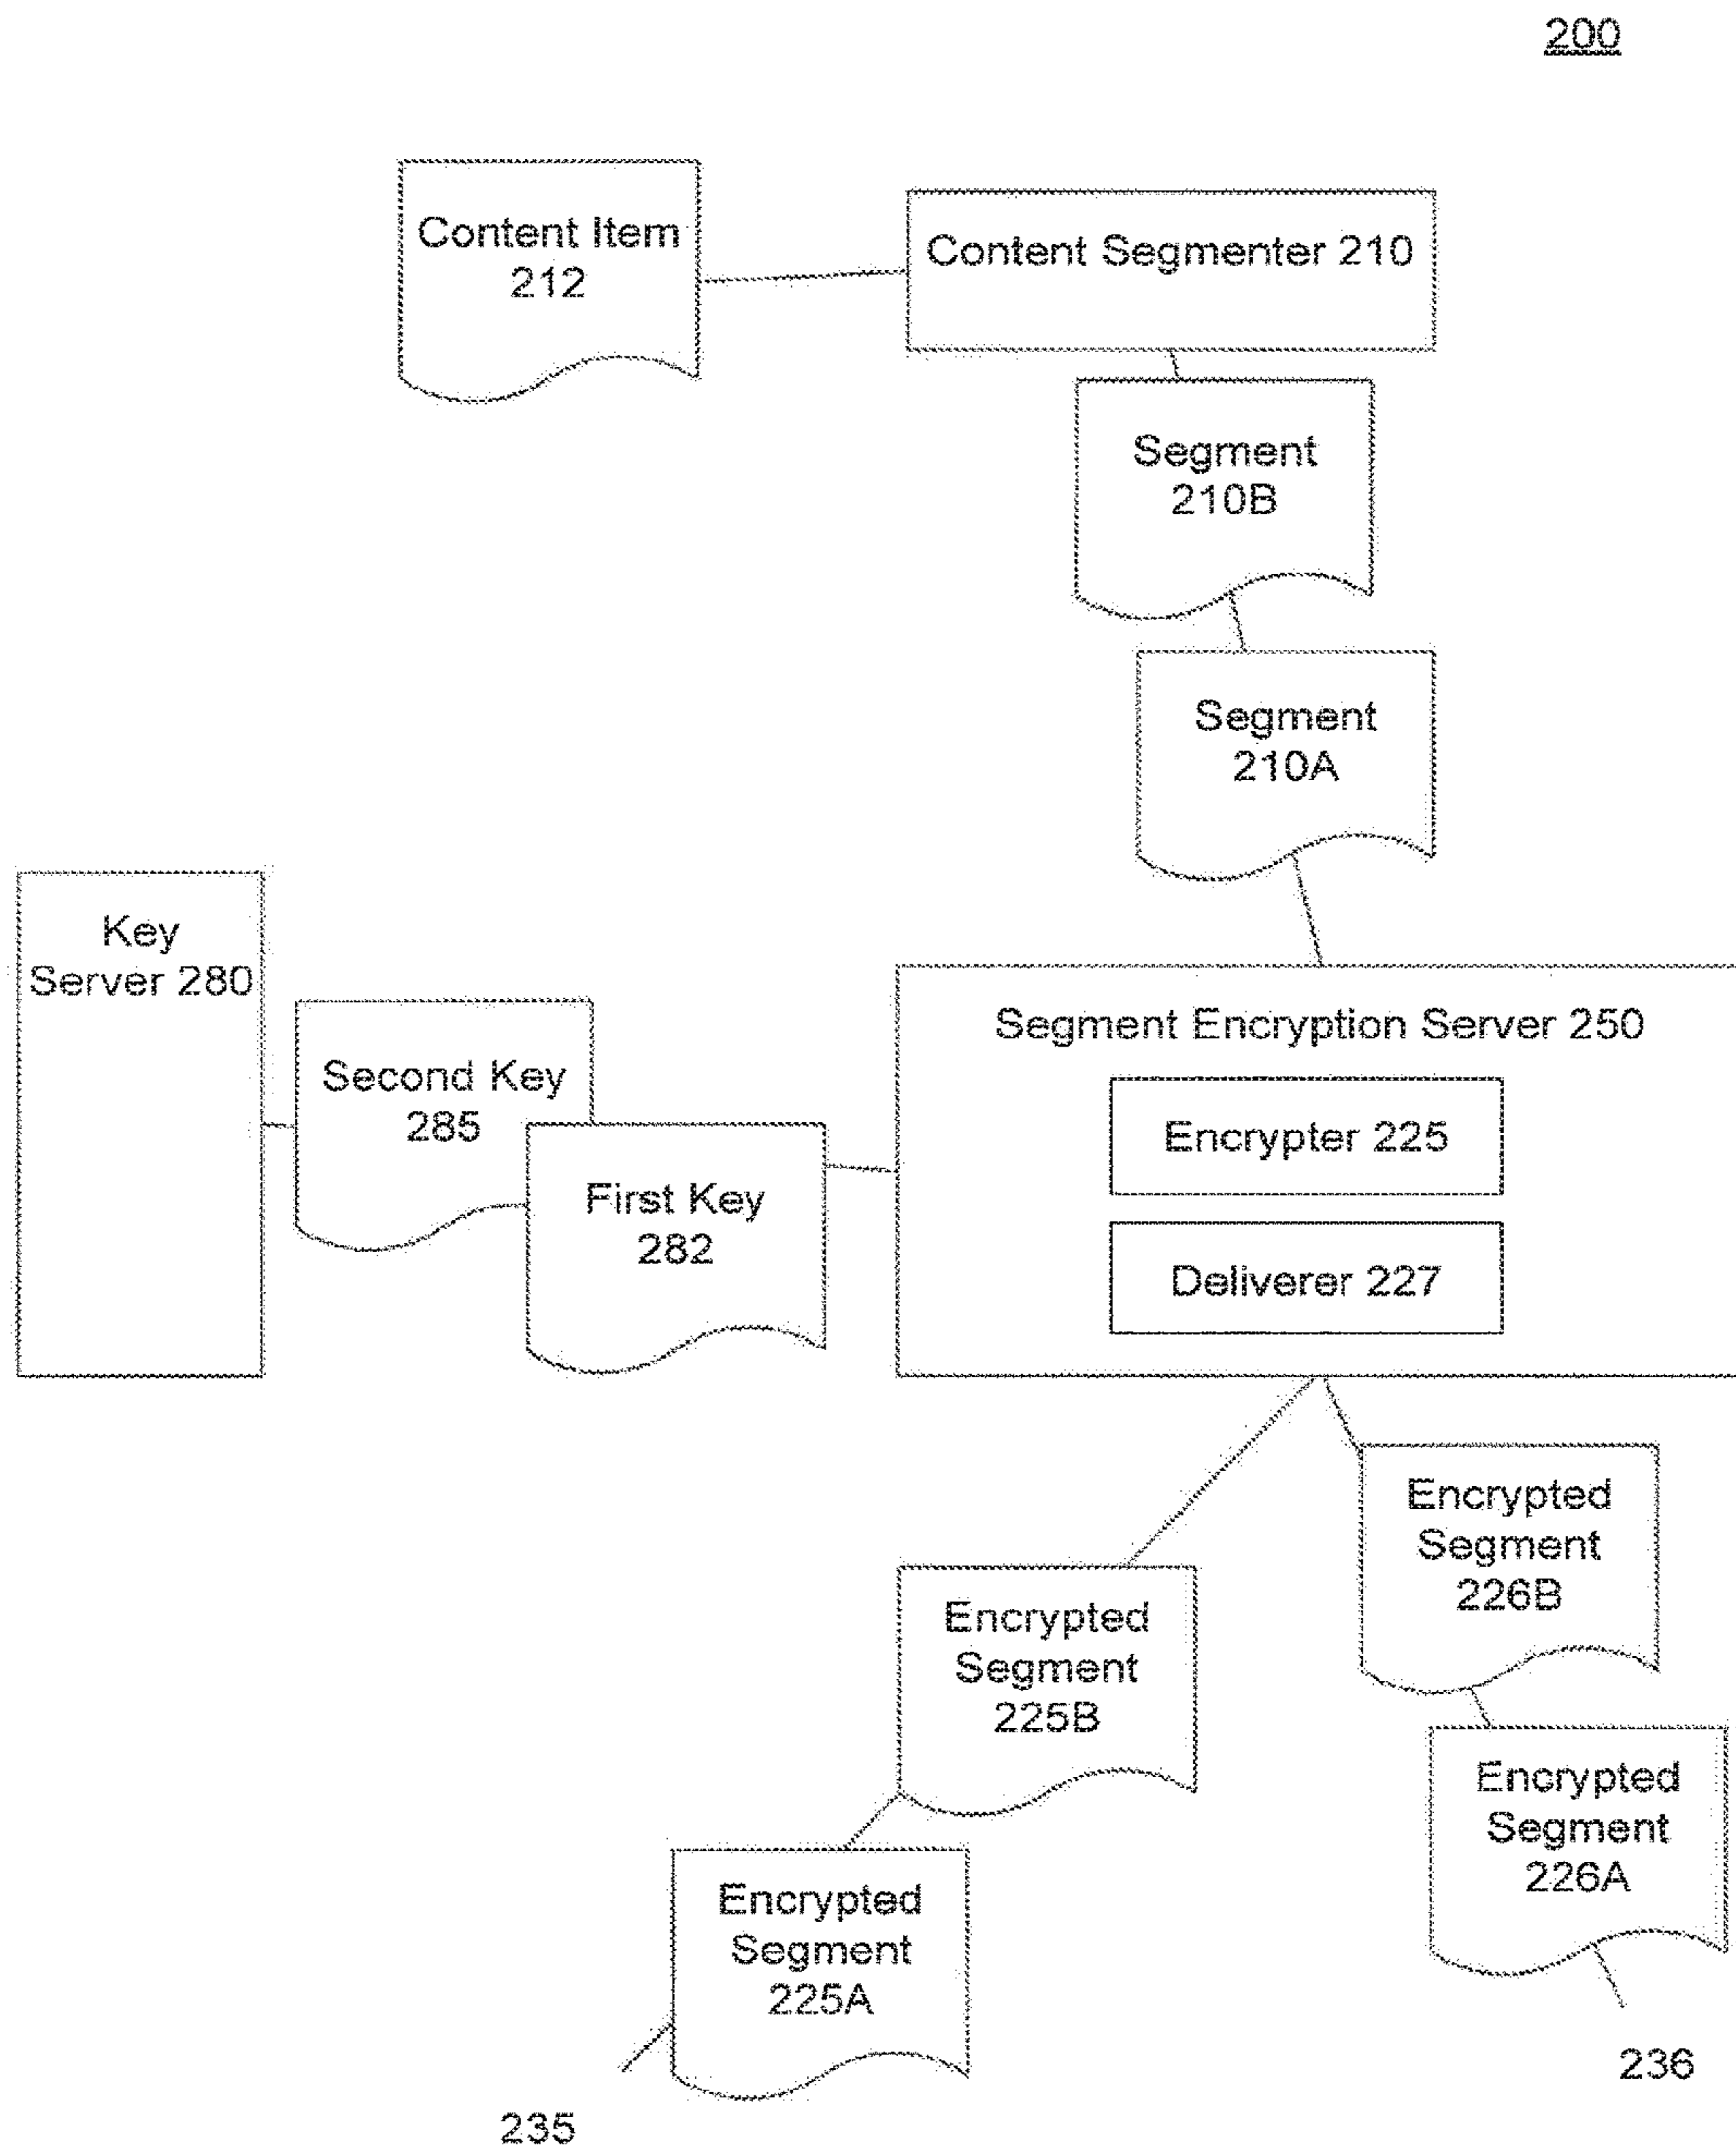 200
Content Item
212
Content Segmenter 210
Segment
210B
Segment
210A
Key
Server 280
Second Key
285
First Key
282
Segment Encryption Server 250
Encrypter 225
Deliverer 227
Encrypted
Segment
226B
Encrypted
Segment
225B
Encrypted
Segment
226A
Encrypted
Segment
225A
236
235